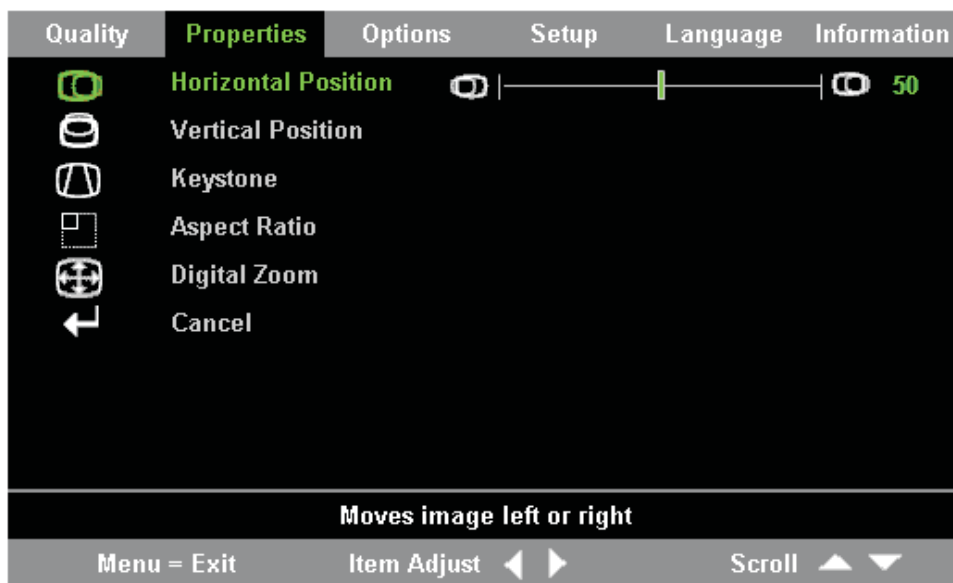 Quality Properties Options Setup Language Information
Horizontal Position 50
Vertical Position
Keystone
Aspect Ratio
Digital Zoom
Cancel
Moves image left or right
Menu = Exit Item Adjust Scroll